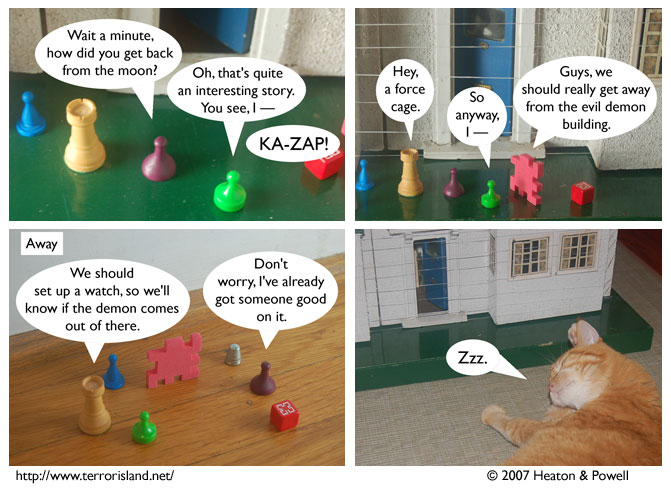 Wait a minute,
how did you get back
from the moon?
Oh, that's quite
an interesting story.
You see, I —
KA-ZAP!
Hey,
a force
cage.
So
anyway,
I —
Guys, we
should really get away
from the evil demon
building.
Away
We should
set up a watch, so we'll
know if the demon comes
out of there.
Don't
worry, I've already
got someone good
on it.
Zzz.
http://www.terrorisland.net/
© 2007 Heaton & Powell